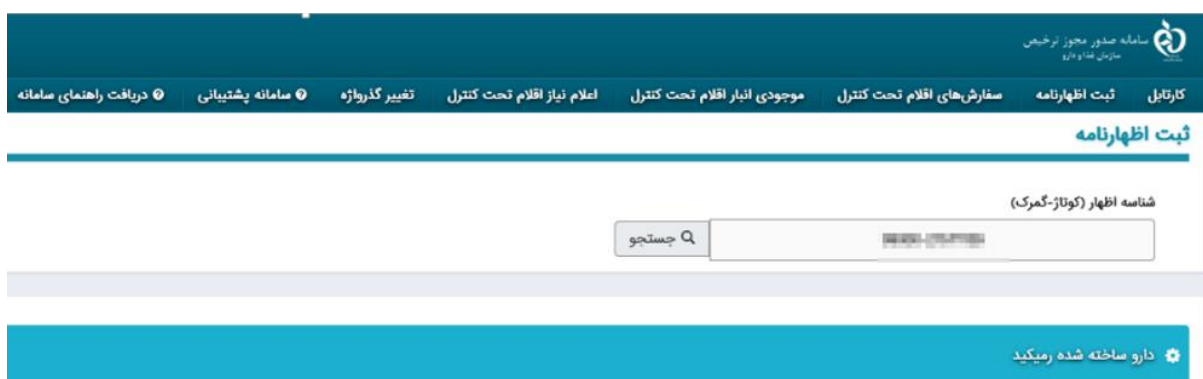 سامانه صدور مجوز ترخیص
سازمان غذا و دارو
کارتابل ثبت اظهارنامه سفارش‌های اقلام تحت کنترل موجودی انبار اقلام تحت کنترل اعلام نیاز اقلام تحت کنترل تغییر گذرواژه سامانه پشتیبانی دریافت راهنمای سامانه
ثبت اظهارنامه
شناسه اظهار (کوتاژ-گمرک)
جستجو
دارو ساخته شده رمیکید